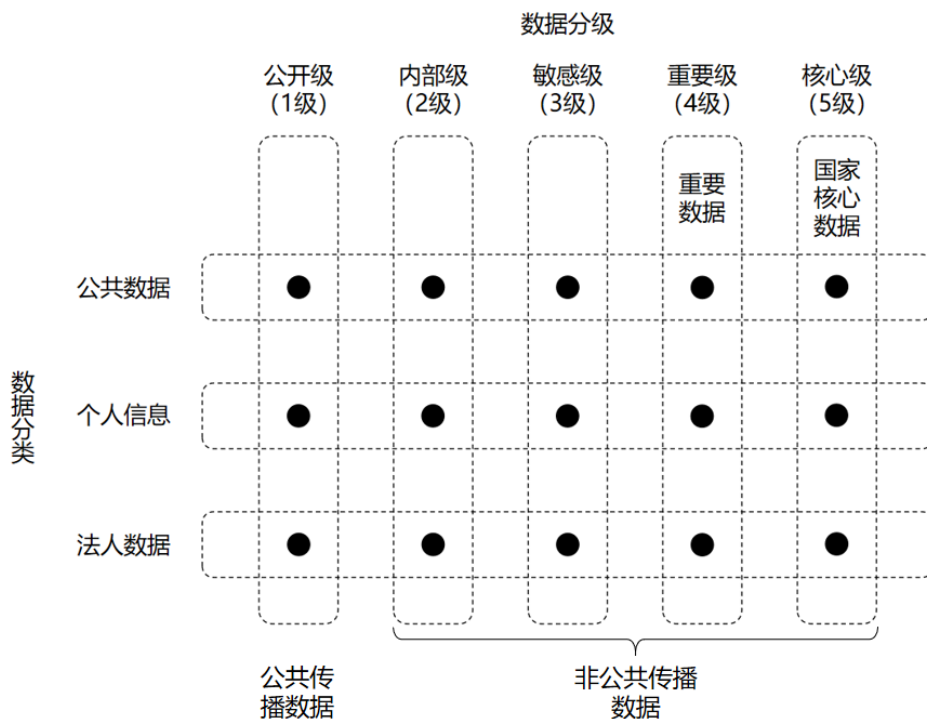 数据分级
公开级
（1级）
内部级
（2级）
敏感级
（3级）
重要级
（4级）
核心级
（5级）
重要
数据
国家
核心
数据
公共数据
数据分类
个人信息
法人数据
公共传
播数据
非公共传播
数据